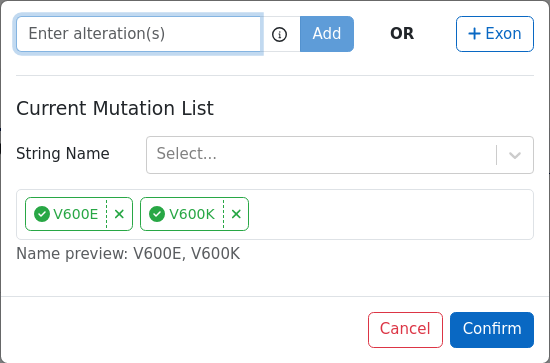 Enter alteration(s)
Add
OR
+ Exon
Current Mutation List
String Name
Select...
V600E ×
V600K ×
Name preview: V600E, V600K
Cancel
Confirm